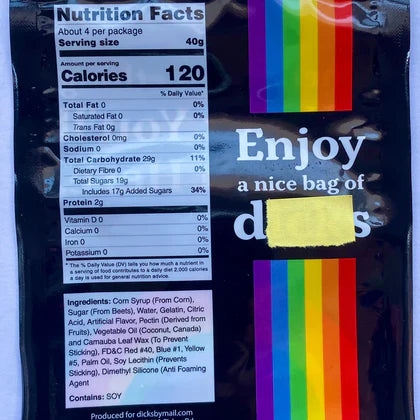 Nutrition Facts
About 4 per package
Serving size 40g
Amount per serving
Calories 120
% Daily Value*
Total Fat 0 0%
Saturated Fat 0 0%
Trans Fat 0g
Cholesterol 0mg 0%
Sodium 0 0%
Total Carbohydrate 29g 11%
Dietary Fibre 0 0%
Total Sugars 19g
Includes 17g Added Sugars 34%
Protein 2g
Vitamin D 0 0%
Calcium 0 0%
Iron 0 0%
Potassium 0 0%
* The % Daily Value (DV) tells you how much a nutrient in
a serving of food contributes to a daily diet 2,000 calories
a day is used for general nutrition advice.
Ingredients: Corn Syrup (From Corn),
Sugar (From Beets), Water, Gelatin, Citric
Acid, Artificial Flavor, Pectin (Derived from
Fruits), Vegetable Oil (Coconut, Canada)
and Carnauba Leaf Wax (To Prevent
Sticking), FD&C Red #40, Blue #1, Yellow
#5, Palm Oil, Soy Lecithin (Prevents
Sticking), Dimethyl Silicone (Anti Foaming
Agent
Contains: SOY
Produced for dicksbymail.com
Enjoy
a nice bag of
d s